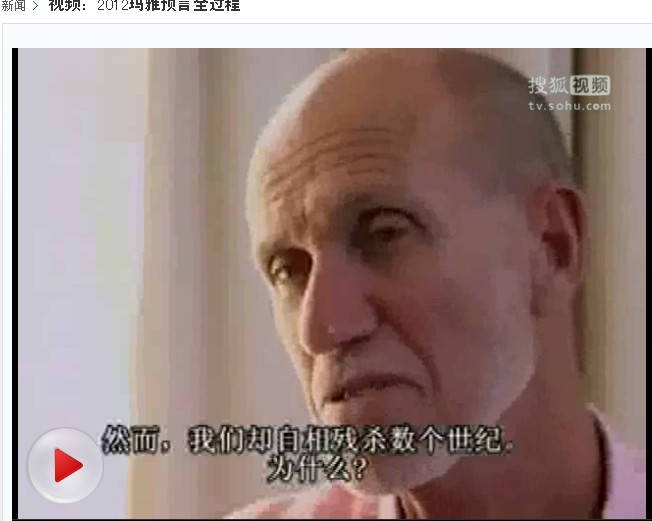 新闻 > 视频：2012玛雅预言全过程
搜狐视频
tv.sohu.com
然而，我们却自相残杀数个世纪.
为什么？